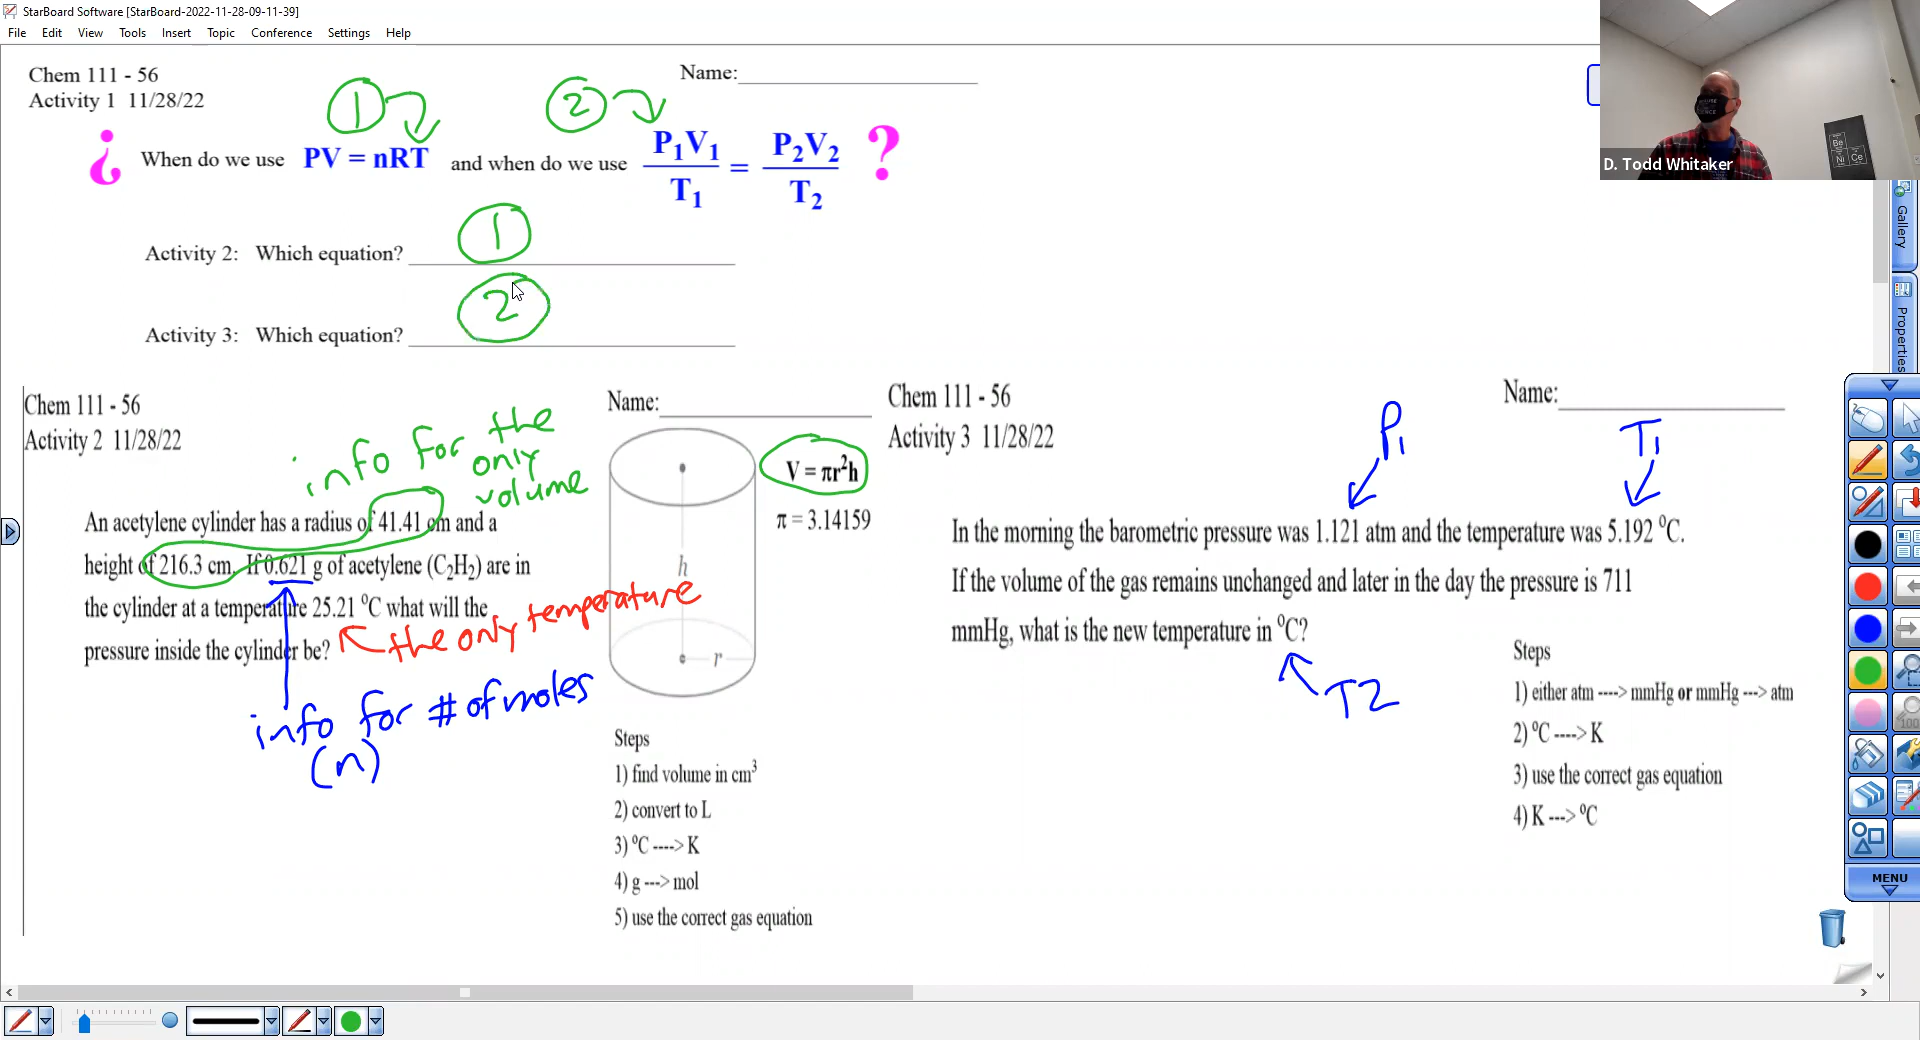 StarBoard Software [StarBoard-2022-11-28-09-11-39]
File Edit View Tools Insert Topic Conference Settings Help
Chem 111 - 56
Activity 1 11/28/22
Name:
1
2
¿ When do we use PV = nRT and when do we use P₁V₁/T₁ = P₂V₂/T₂ ?
Activity 2: Which equation? 1
Activity 3: Which equation? 2
D. Todd Whitaker
Be
Ni Ce
Gallery
Properties
Chem 111 - 56
Activity 2 11/28/22
Name:
info for the
only
volume
V = πr²h
π = 3.14159
An acetylene cylinder has a radius of 41.41 cm and a
height of 216.3 cm. If 0.621 g of acetylene (C₂H₂) are in
the cylinder at a temperature 25.21 ⁰C what will the
pressure inside the cylinder be?
the only temperature
info for # of moles
(n)
h
r
Steps
1) find volume in cm³
2) convert to L
3) ⁰C ----> K
4) g ---> mol
5) use the correct gas equation
Chem 111 - 56
Activity 3 11/28/22
Name:
P₁
T₁
In the morning the barometric pressure was 1.121 atm and the temperature was 5.192 ⁰C.
If the volume of the gas remains unchanged and later in the day the pressure is 711
mmHg, what is the new temperature in ⁰C?
T2
Steps
1) either atm ----> mmHg or mmHg ---> atm
2) ⁰C ----> K
3) use the correct gas equation
4) K ---> ⁰C
100
MENU